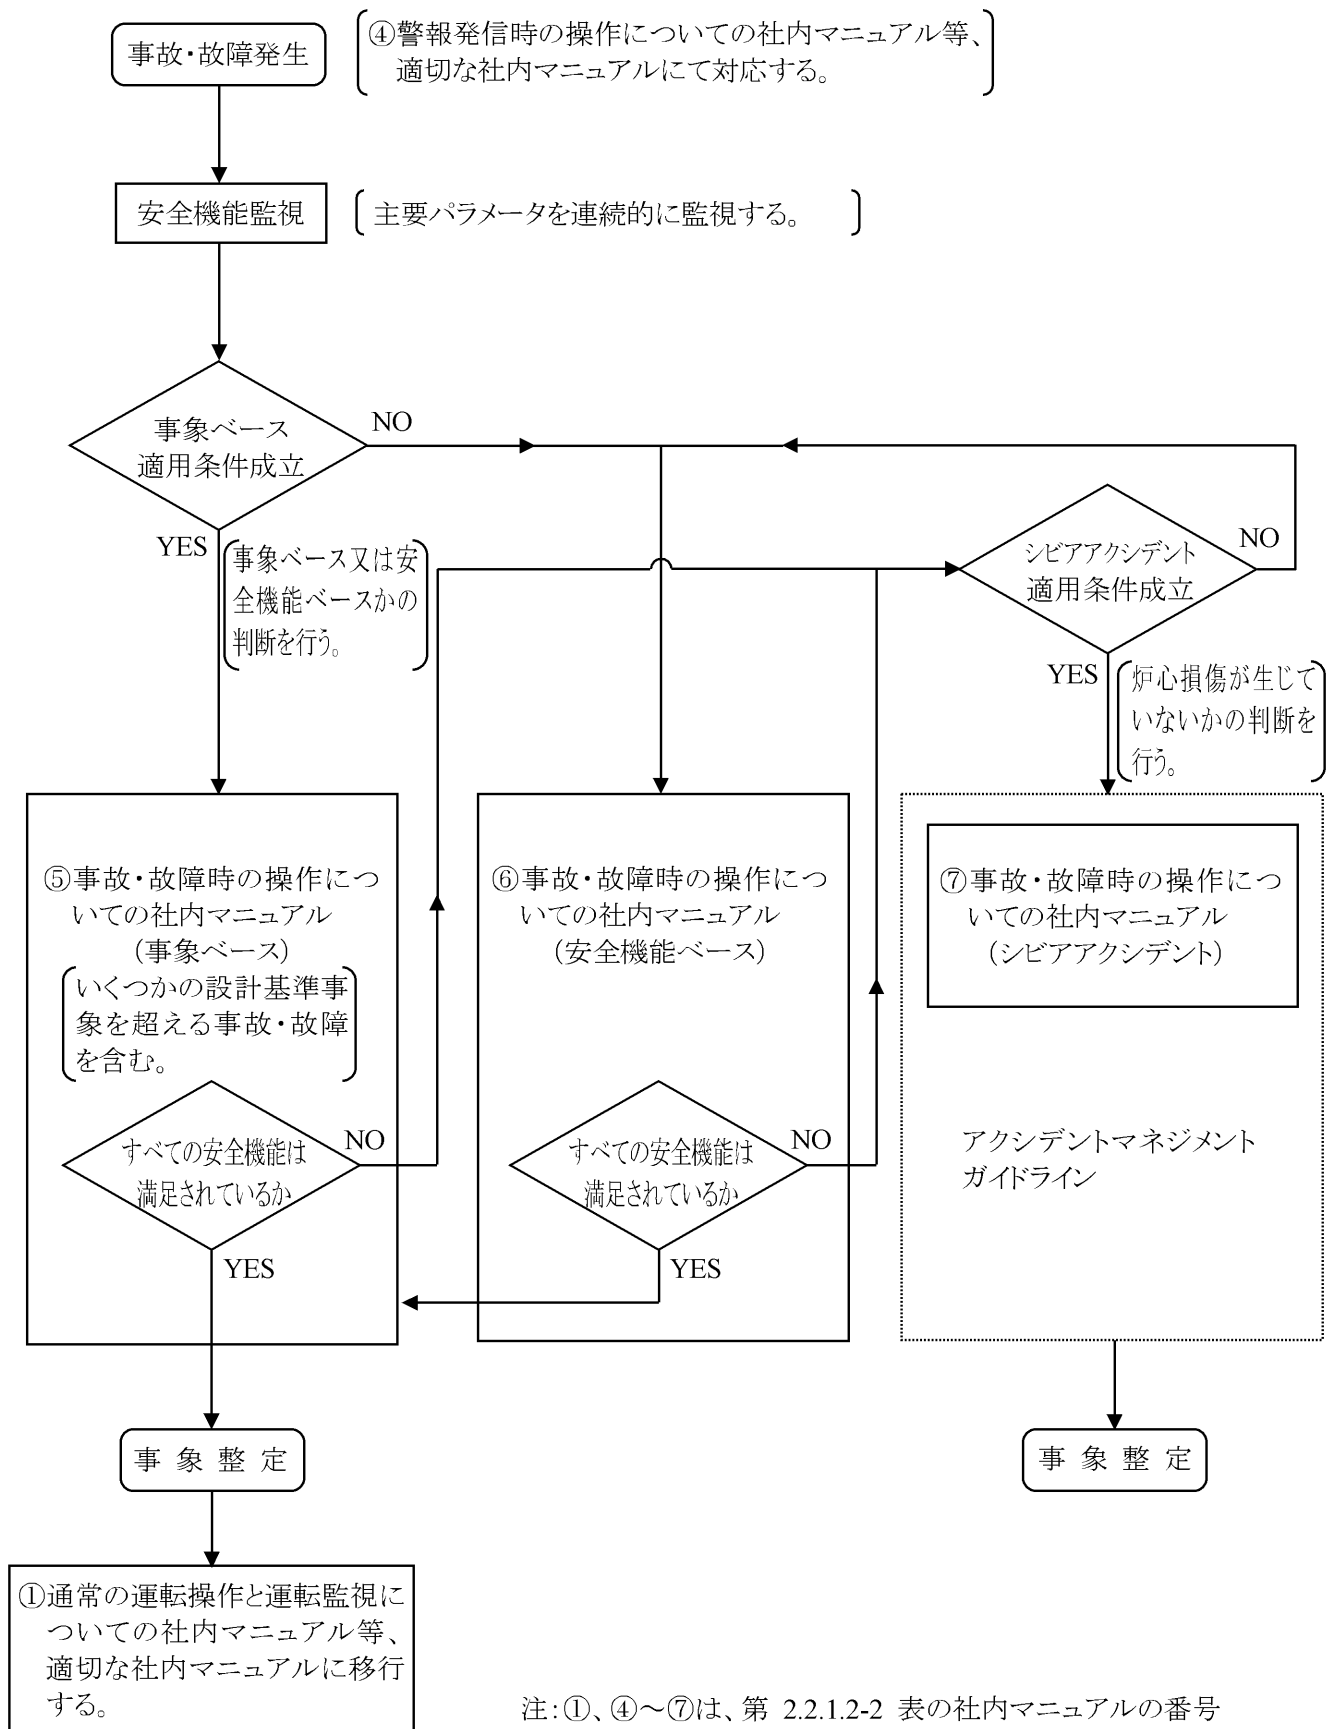 事故・故障発生
④警報発信時の操作についての社内マニュアル等、
適切な社内マニュアルにて対応する。
安全機能監視
主要パラメータを連続的に監視する。
事象ベース
適用条件成立
NO
YES
事象ベース又は安
全機能ベースかの
判断を行う。
シビアアクシデント
適用条件成立
NO
YES
炉心損傷が生じて
いないかの判断を
行う。
⑤事故・故障時の操作につ
いての社内マニュアル
（事象ベース）
いくつかの設計基準事
象を超える事故・故障
を含む。
すべての安全機能は
満足されているか
NO
YES
⑥事故・故障時の操作につ
いての社内マニュアル
（安全機能ベース）
すべての安全機能は
満足されているか
NO
YES
⑦事故・故障時の操作につ
いての社内マニュアル
（シビアアクシデント）
アクシデントマネジメント
ガイドライン
事 象 整 定
事 象 整 定
①通常の運転操作と運転監視に
ついての社内マニュアル等、
適切な社内マニュアルに移行
する。
注：①、④～⑦は、第 2.2.1.2-2 表の社内マニュアルの番号